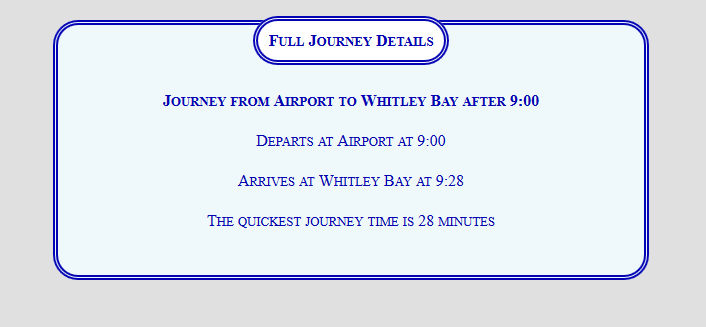 Full Journey Details
Journey from Airport to Whitley Bay after 9:00
Departs at Airport at 9:00
Arrives at Whitley Bay at 9:28
The quickest journey time is 28 minutes